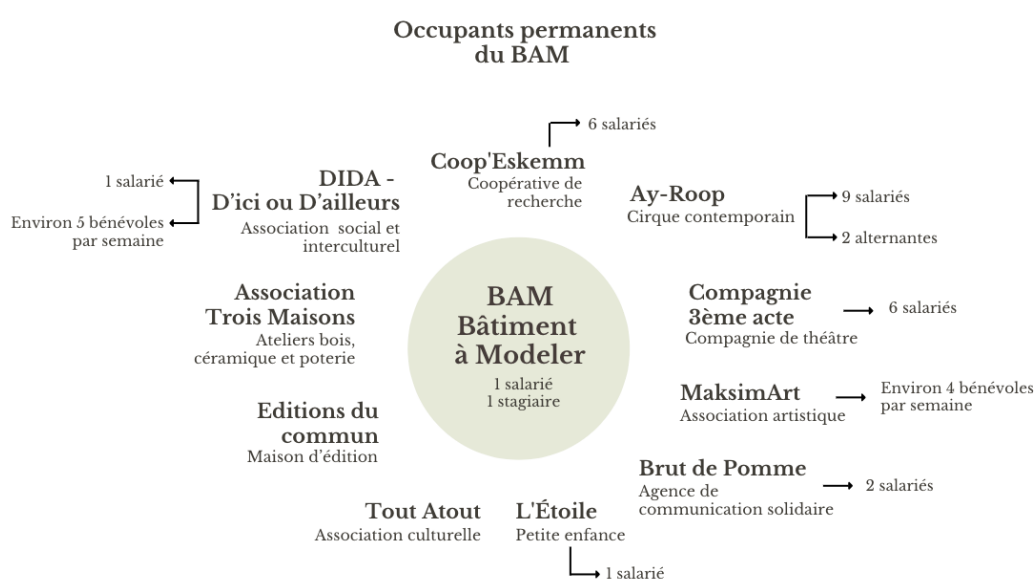 Occupants permanents
du BAM
6 salariés
Coop'Eskemm
Coopérative de
recherche
1 salarié
Environ 5 bénévoles
par semaine
DIDA -
D’ici ou D’ailleurs
Association social et
interculturel
Ay-Roop
Cirque contemporain
9 salariés
2 alternantes
Association
Trois Maisons
Ateliers bois,
céramique et poterie
BAM
Bâtiment
à Modeler
1 salarié
1 stagiaire
Compagnie
3ème acte
Compagnie de théâtre
6 salariés
MaksimArt
Association artistique
Environ 4 bénévoles
par semaine
Editions du
commun
Maison d’édition
Brut de Pomme
Agence de
communication solidaire
2 salariés
Tout Atout
Association culturelle
L'Étoile
Petite enfance
1 salarié